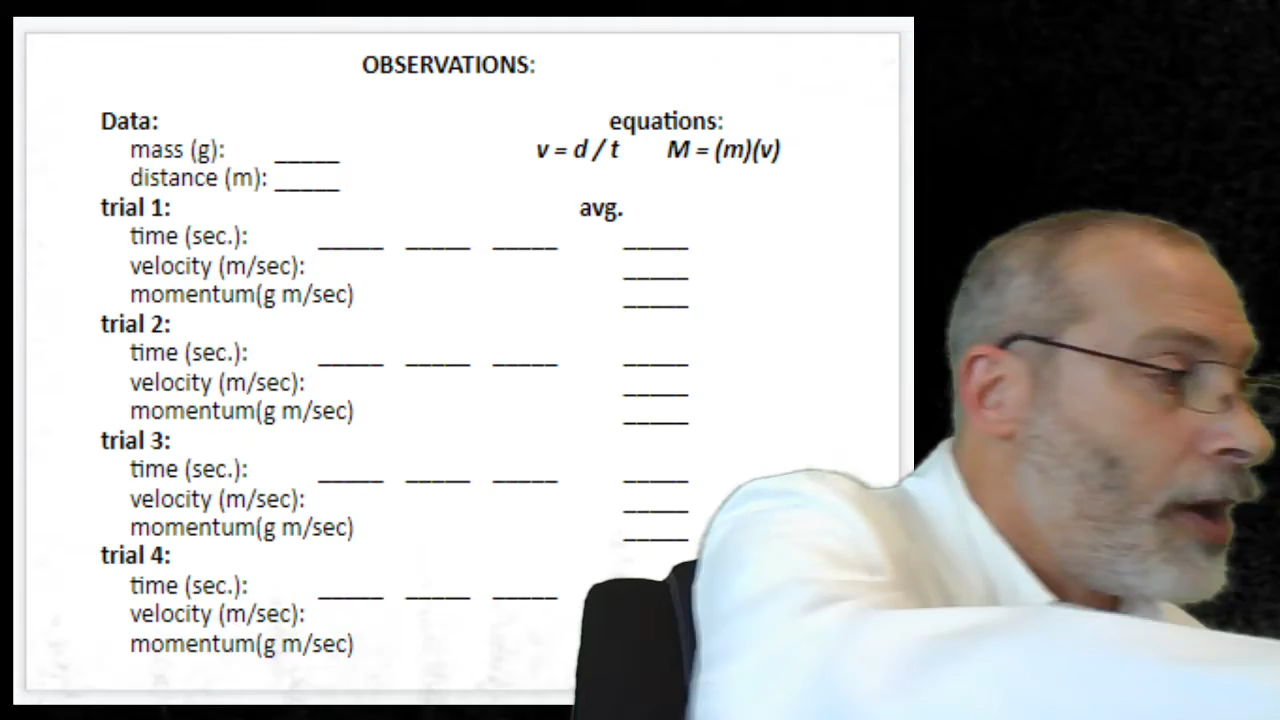 OBSERVATIONS:
Data: equations:
mass (g): _____ v = d / t M = (m)(v)
distance (m): _____
trial 1: avg.
time (sec.): _____ _____ _____ _____
velocity (m/sec): _____
momentum(g m/sec) _____
trial 2:
time (sec.): _____ _____ _____ _____
velocity (m/sec): _____
momentum(g m/sec) _____
trial 3:
time (sec.): _____ _____ _____ _____
velocity (m/sec): _____
momentum(g m/sec) _____
trial 4:
time (sec.): _____ _____ _____
velocity (m/sec):
momentum(g m/sec)